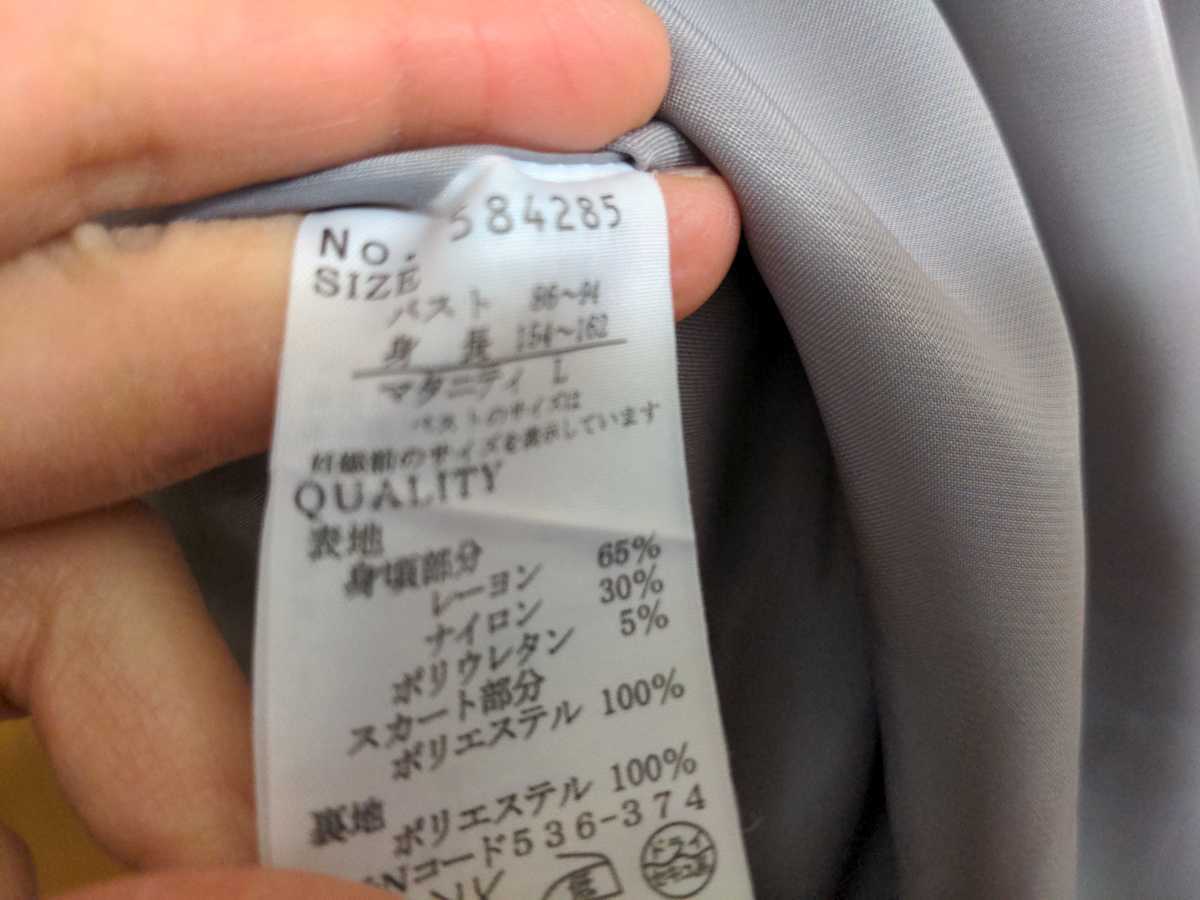 No. 584285
SIZE
バスト 86~94
身長 154~162
マタニティ L
バストのサイズは
妊娠前のサイズを表示しています
QUALITY
表地
身頃部分
レーヨン 65%
ナイロン 30%
ポリウレタン 5%
スカート部分
ポリエステル 100%
裏地
ポリエステル 100%
Nコード536-374
ドライ